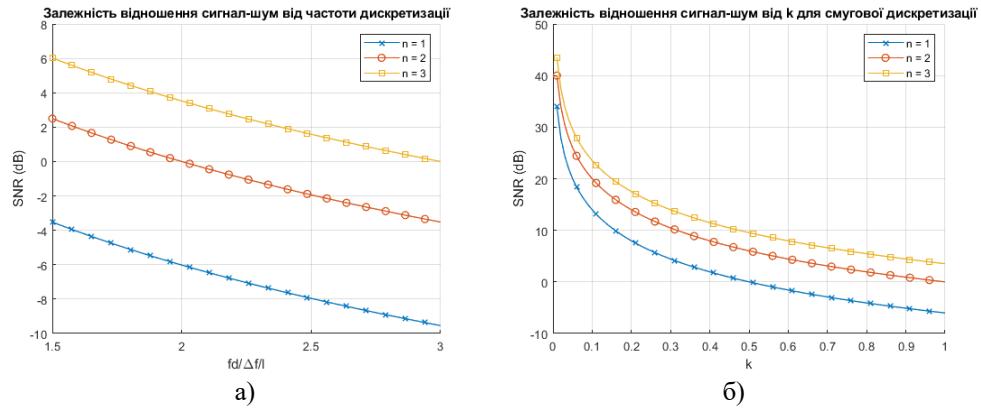 Залежність відношення сигнал-шум від частоти дискретизації
8
6
4
2
0
-2
-4
-6
-8
-10
SNR (dB)
n = 1
n = 2
n = 3
1.5
2
2.5
3
fd/Δf/l
а)
Залежність відношення сигнал-шум від k для смугової дискретизації
50
40
30
20
10
0
-10
SNR (dB)
n = 1
n = 2
n = 3
0
0.1
0.2
0.3
0.4
0.5
0.6
0.7
0.8
0.9
1
k
б)